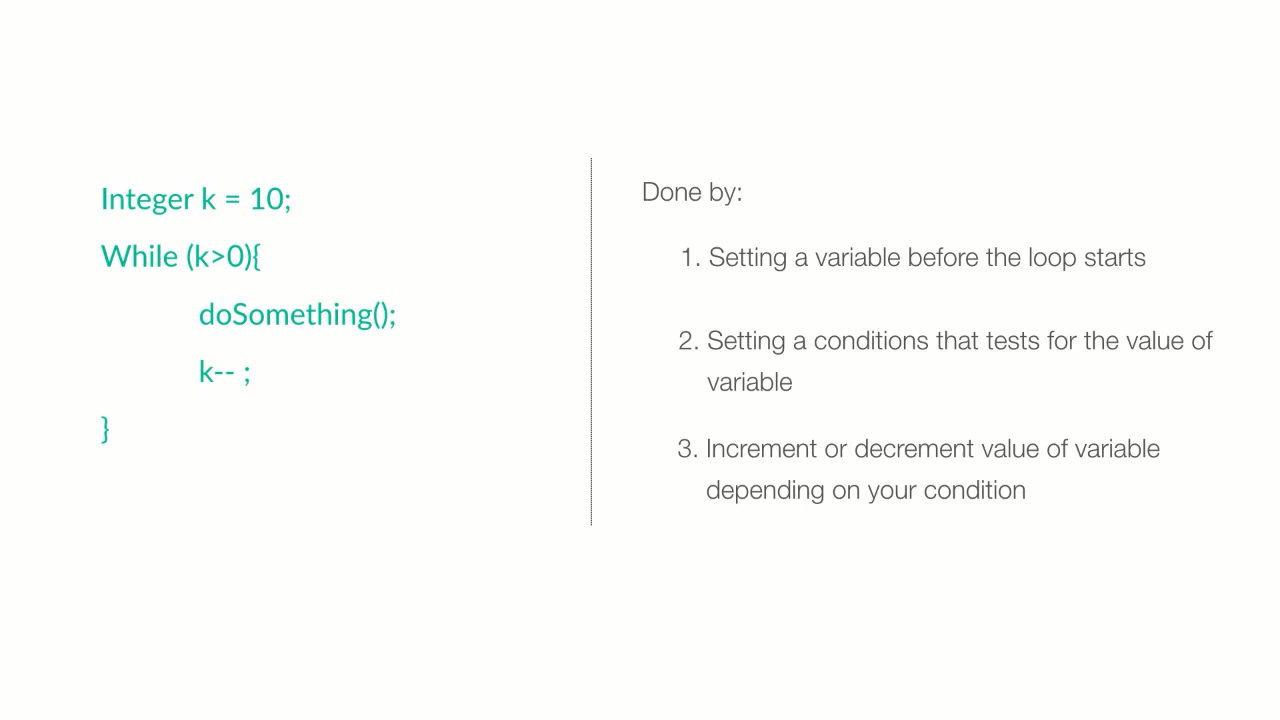 Integer k = 10;
While (k>0){
doSomething();
k-- ;
}
Done by:
1. Setting a variable before the loop starts
2. Setting a conditions that tests for the value of
variable
3. Increment or decrement value of variable
depending on your condition